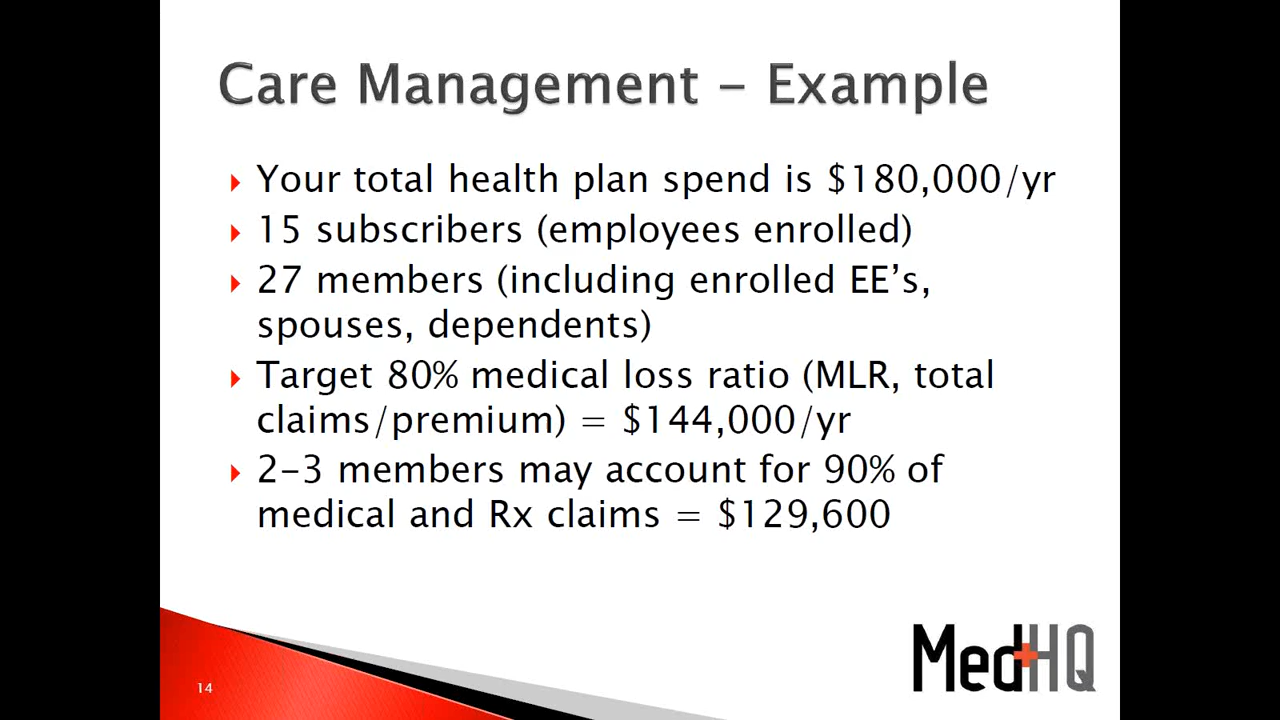 Care Management – Example
Your total health plan spend is $180,000/yr
15 subscribers (employees enrolled)
27 members (including enrolled EE’s,
spouses, dependents)
Target 80% medical loss ratio (MLR, total
claims/premium) = $144,000/yr
2-3 members may account for 90% of
medical and Rx claims = $129,600
14
MedHQ